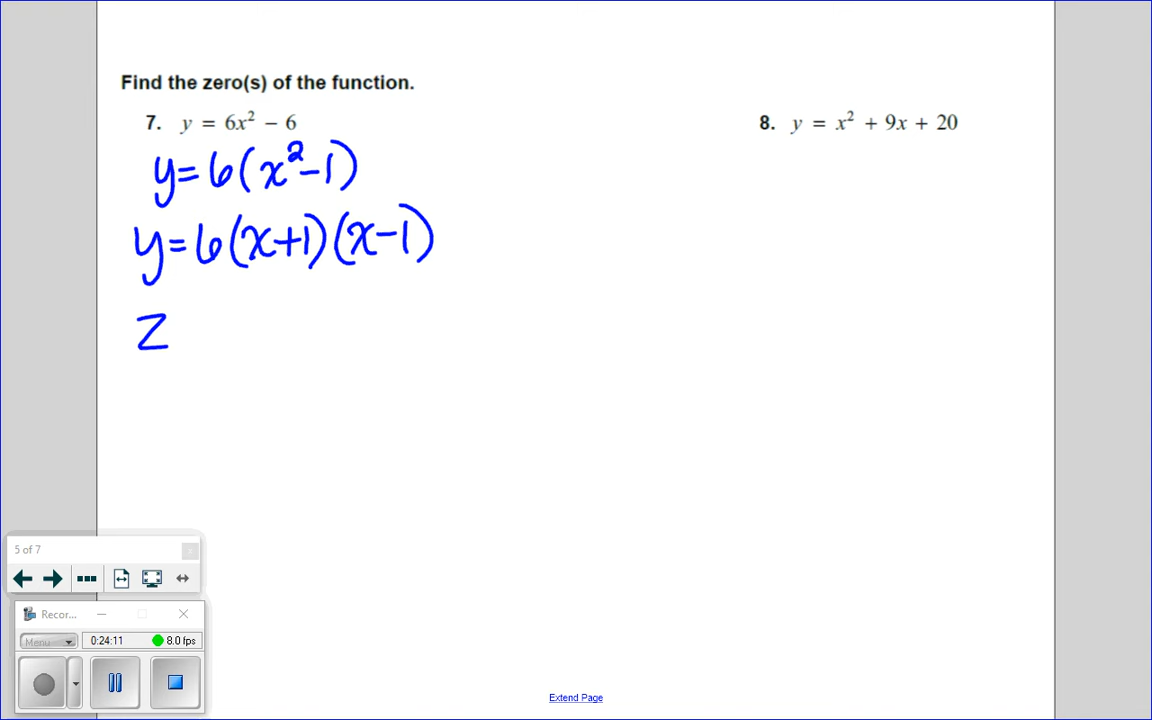 Find the zero(s) of the function.
7. y = 6x² − 6
8. y = x² + 9x + 20
y=6(x²-1)
y=6(x+1)(x-1)
Z
5 of 7
Recor...
Menu
0:24:11
8.0 fps
Extend Page